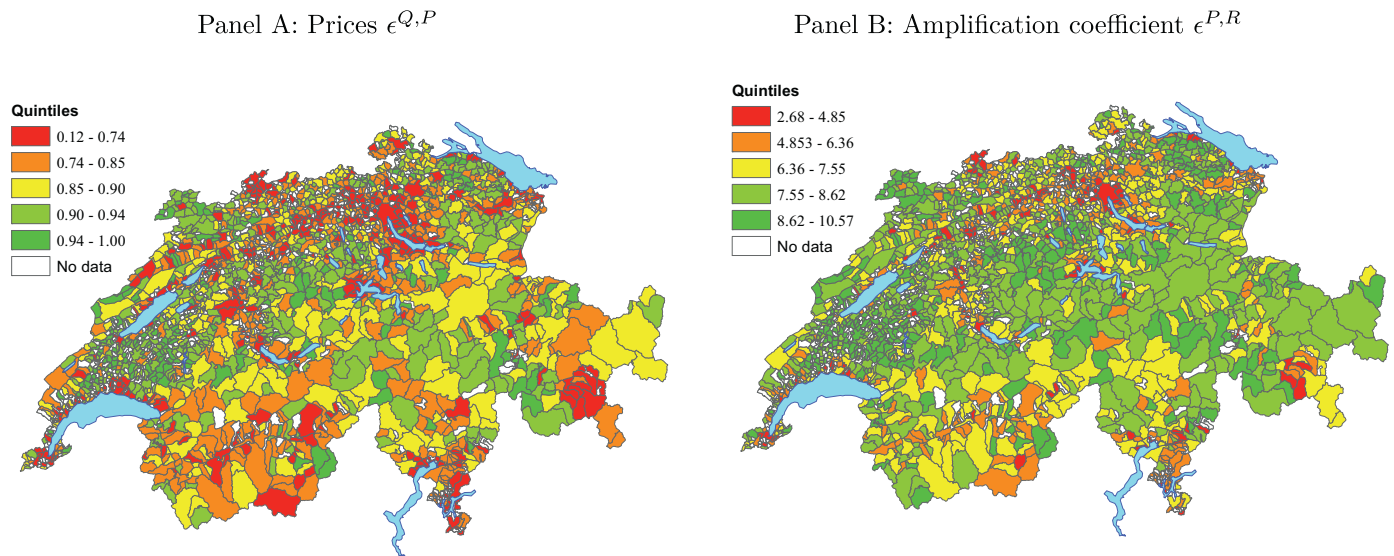 Panel A: Prices ϵ^{Q,P}
Quintiles
0.12 - 0.74
0.74 - 0.85
0.85 - 0.90
0.90 - 0.94
0.94 - 1.00
No data
Panel B: Amplification coefficient ϵ^{P,R}
Quintiles
2.68 - 4.85
4.853 - 6.36
6.36 - 7.55
7.55 - 8.62
8.62 - 10.57
No data